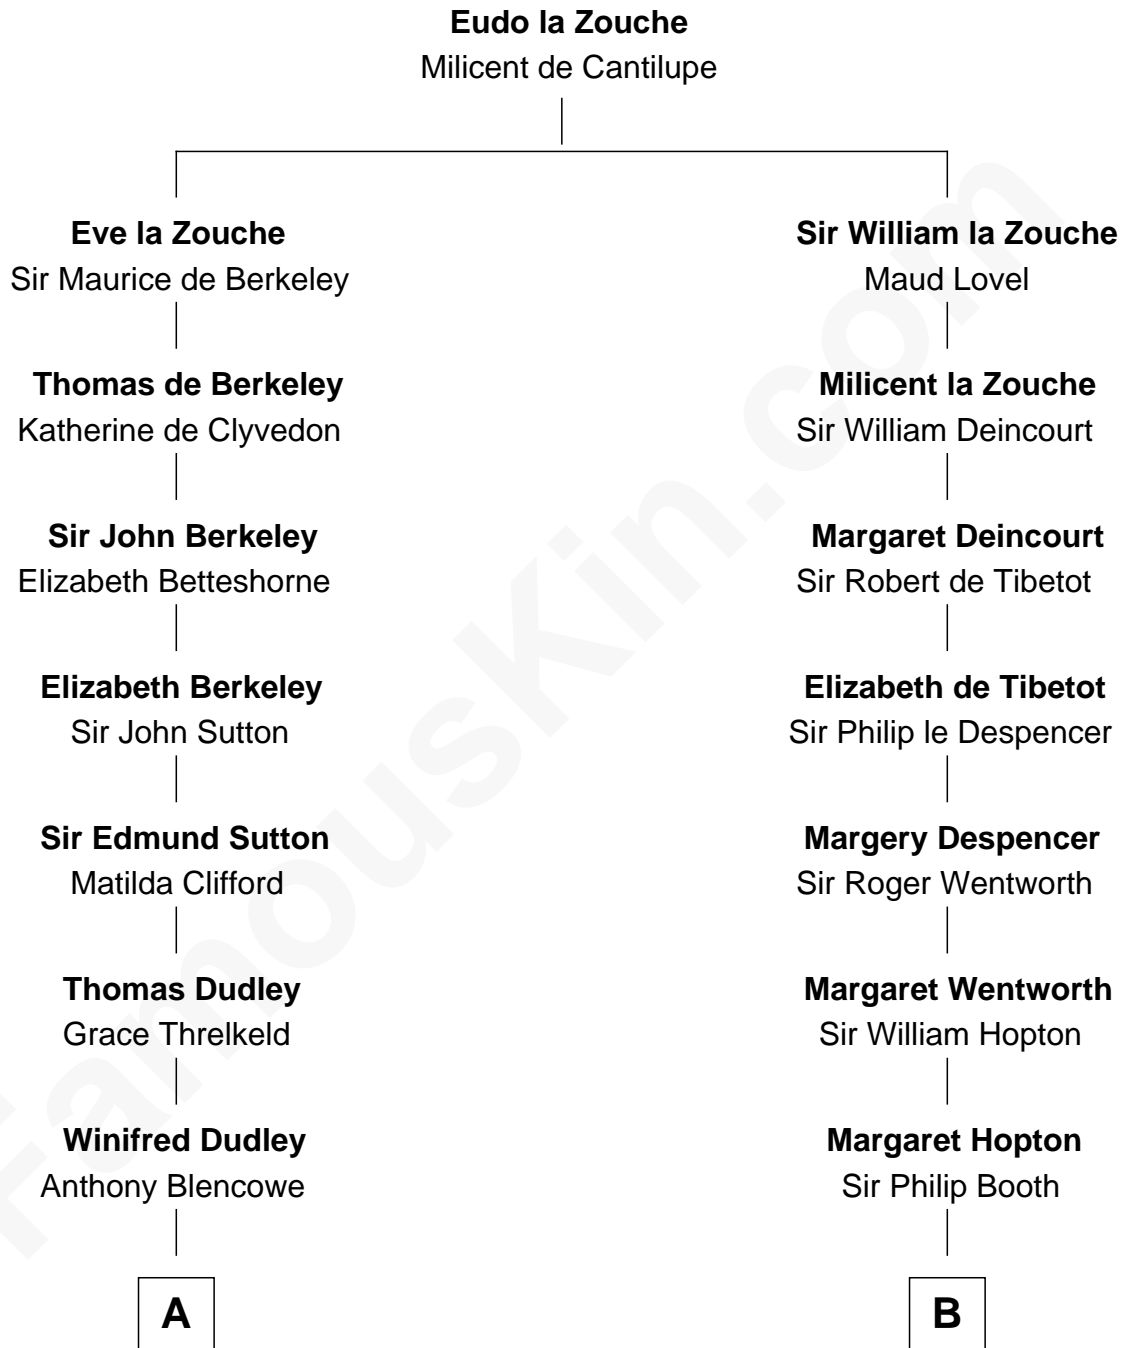 Eudo la Zouche
Milicent de Cantilupe
Eve la Zouche
Sir Maurice de Berkeley
Sir William la Zouche
Maud Lovel
Thomas de Berkeley
Katherine de Clyvedon
Milicent la Zouche
Sir William Deincourt
Sir John Berkeley
Elizabeth Betteshorne
Margaret Deincourt
Sir Robert de Tibetot
Elizabeth Berkeley
Sir John Sutton
Elizabeth de Tibetot
Sir Philip le Despencer
Sir Edmund Sutton
Matilda Clifford
Margery Despencer
Sir Roger Wentworth
Thomas Dudley
Grace Threlkeld
Margaret Wentworth
Sir William Hopton
Winifred Dudley
Anthony Blencowe
Margaret Hopton
Sir Philip Booth
A
B
FamousKin.com